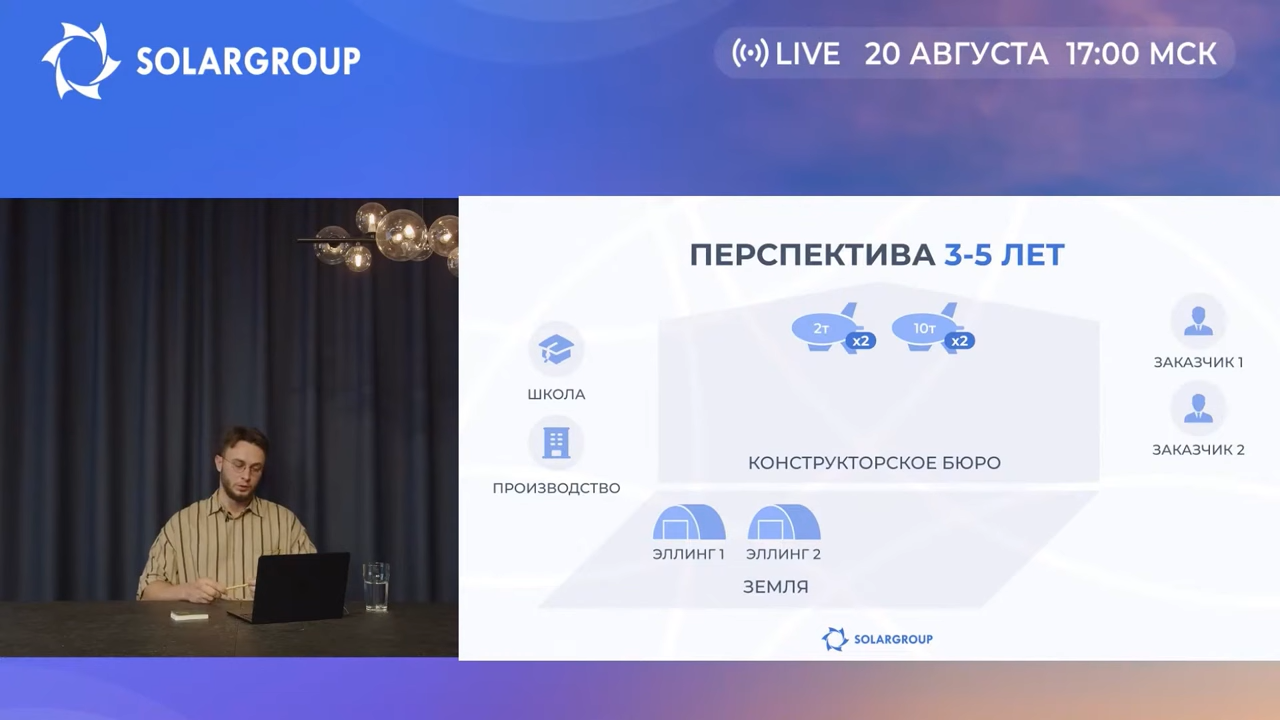 SOLARGROUP
LIVE 20 АВГУСТА 17:00 МСК
ПЕРСПЕКТИВА 3-5 ЛЕТ
2т
x2
10т
x2
ШКОЛА
ПРОИЗВОДСТВО
ЗАКАЗЧИК 1
ЗАКАЗЧИК 2
КОНСТРУКТОРСКОЕ БЮРО
ЭЛЛИНГ 1
ЭЛЛИНГ 2
ЗЕМЛЯ
SOLARGROUP